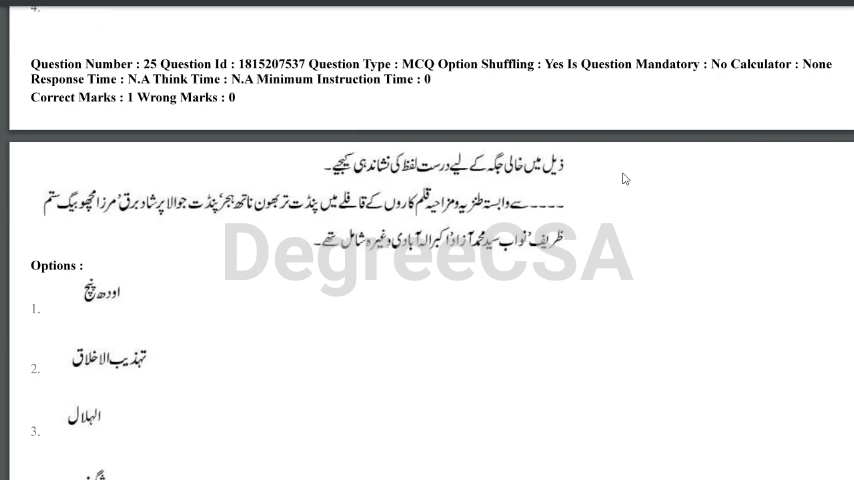 4.
Question Number : 25 Question Id : 1815207537 Question Type : MCQ Option Shuffling : Yes Is Question Mandatory : No Calculator : None
Response Time : N.A Think Time : N.A Minimum Instruction Time : 0
Correct Marks : 1 Wrong Marks : 0
ذیل میں خالی جگہ کے لیے درست لفظ کی نشاندہی کیجیے۔
۔۔۔۔ سے وابستہ طنزیہ ومزاحیہ قلم کاروں کے قافلے میں پنڈت تربھون ناتھ ہجر' پنڈت جوالا پرشاد برق' مرزا مچھو بیگ ستم
ظریف' نواب سید محمد آزاد' اکبر الہ آبادی وغیرہ شامل تھے۔
DegreeCSA
Options :
اودھ پنچ
1.
تہذیب الاخلاق
2.
الہلال
3.